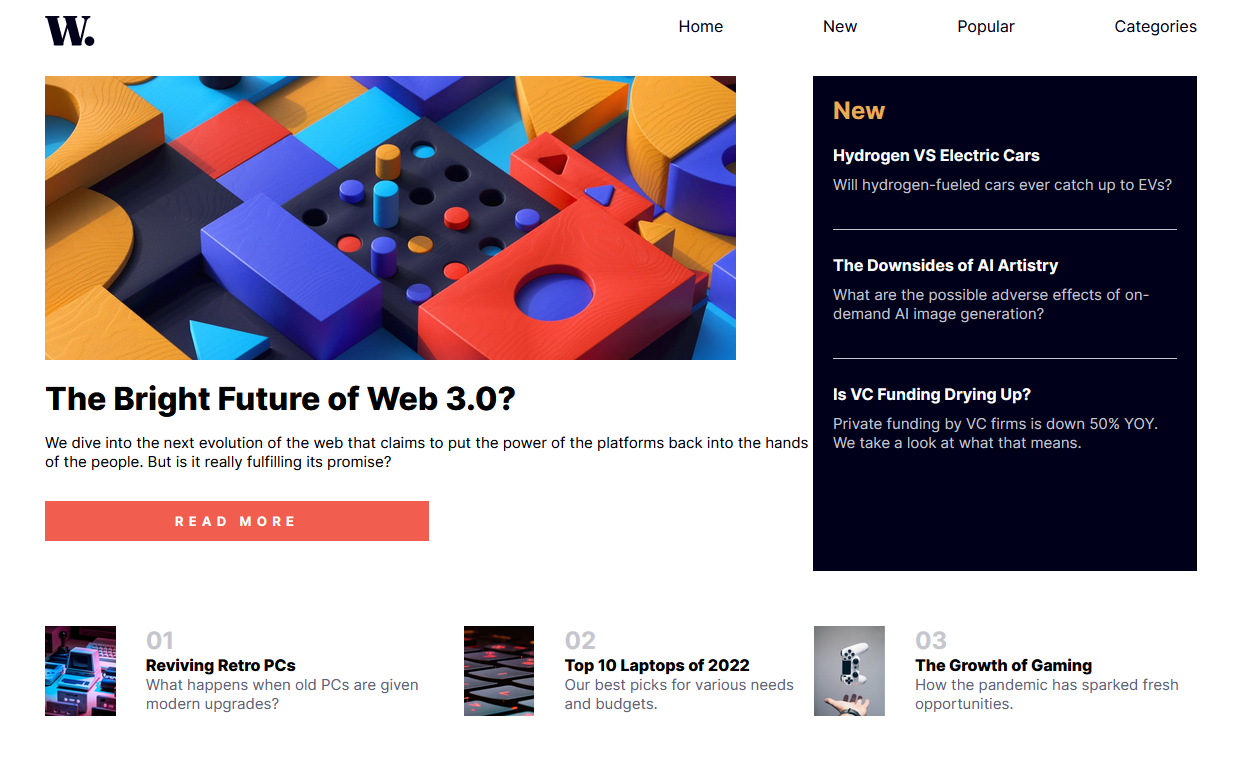 W.
Home New Popular Categories
The Bright Future of Web 3.0?
We dive into the next evolution of the web that claims to put the power of the platforms back into the hands
of the people. But is it really fulfilling its promise?
READ MORE
New
Hydrogen VS Electric Cars
Will hydrogen-fueled cars ever catch up to EVs?
The Downsides of AI Artistry
What are the possible adverse effects of on-
demand AI image generation?
Is VC Funding Drying Up?
Private funding by VC firms is down 50% YOY.
We take a look at what that means.
01
Reviving Retro PCs
What happens when old PCs are given
modern upgrades?
02
Top 10 Laptops of 2022
Our best picks for various needs
and budgets.
03
The Growth of Gaming
How the pandemic has sparked fresh
opportunities.